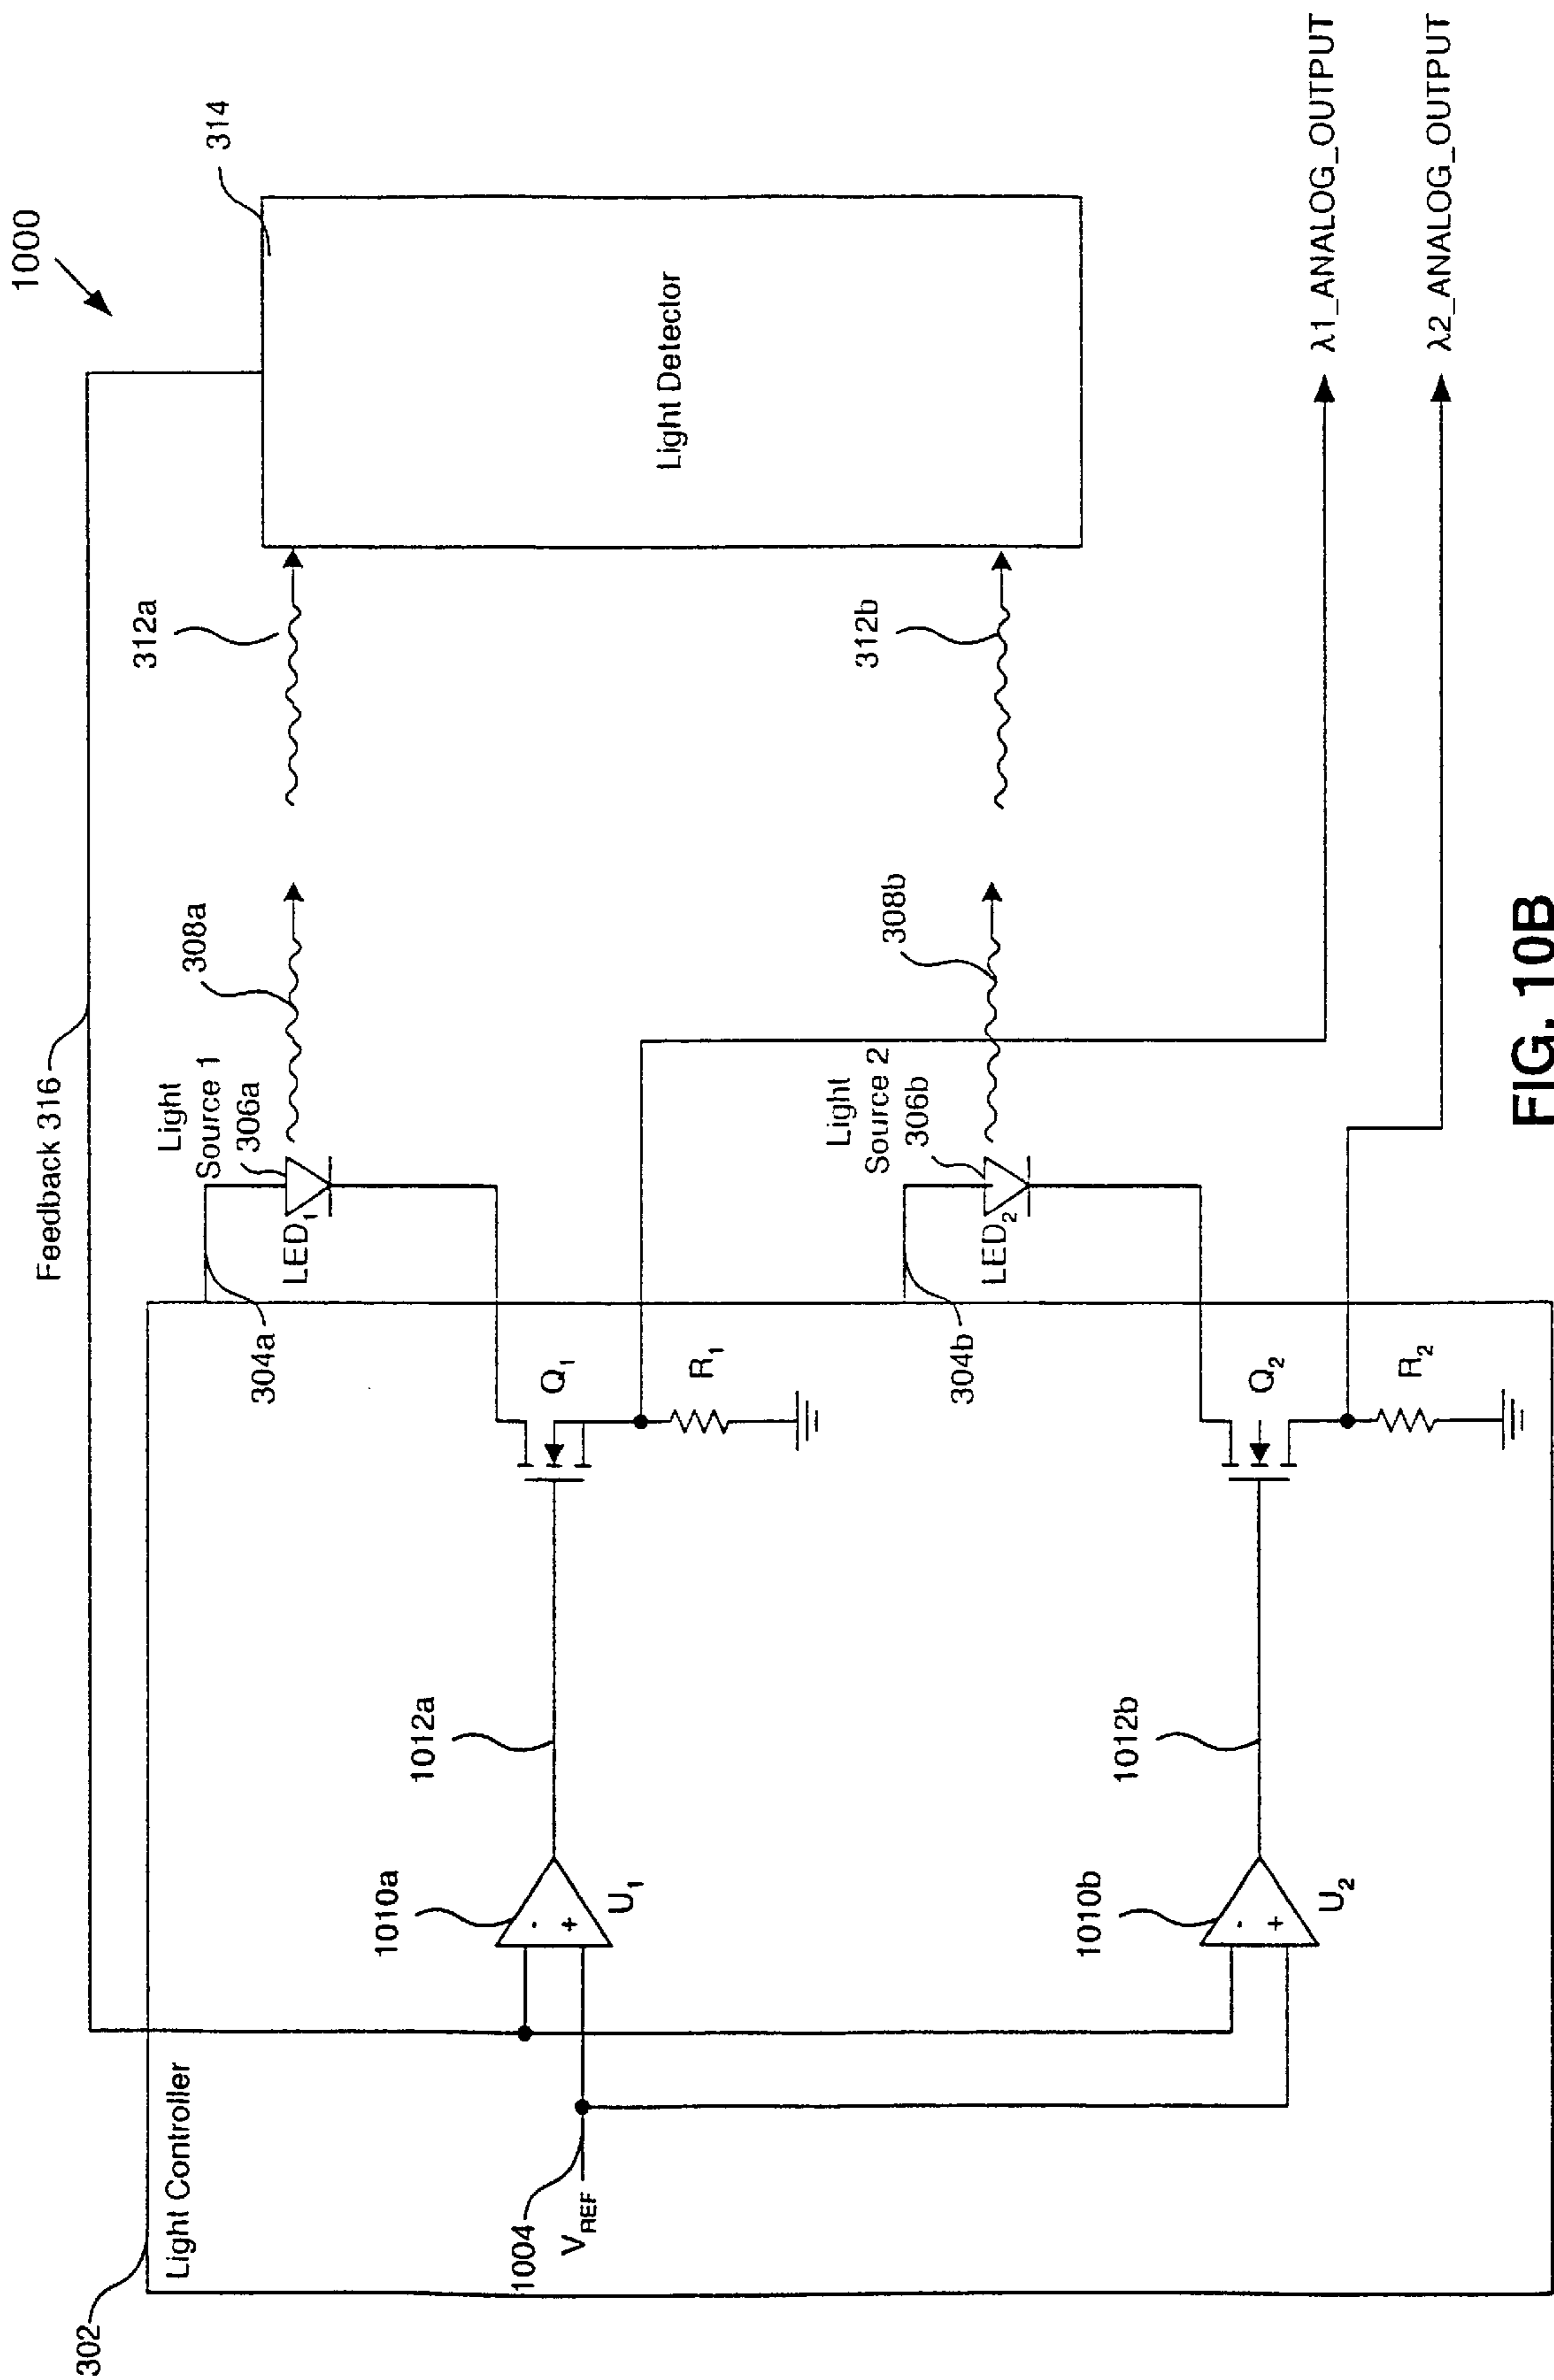 1000
Feedback 316
314
312a
Light Detector
308a
Light
Source 1
306a
LED₁
304a
302
Light Controller
Q₁
R₁
1012a
1010a
-
+
U₁
1004
V_REF
312b
308b
Light
Source 2
306b
LED₂
304b
Q₂
R₂
1012b
1010b
-
+
U₂
λ1_ANALOG_OUTPUT
λ2_ANALOG_OUTPUT
FIG. 10B